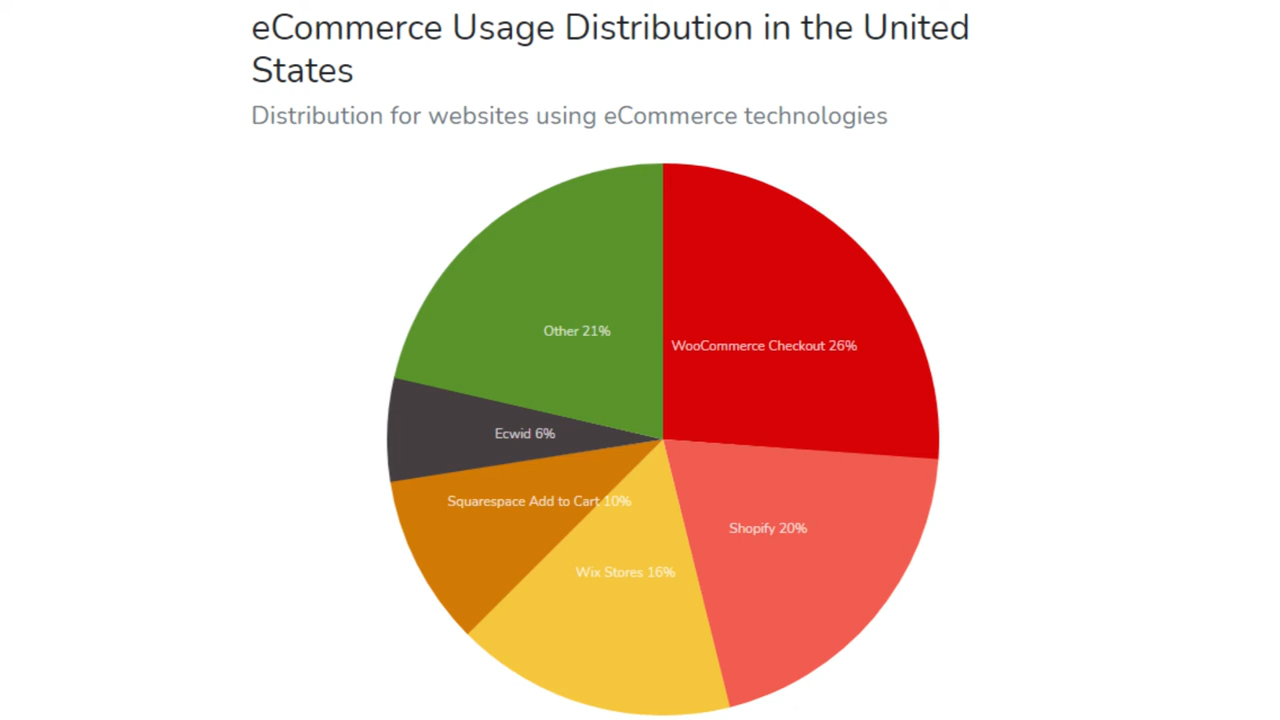 eCommerce Usage Distribution in the United
States
Distribution for websites using eCommerce technologies
Other 21%
WooCommerce Checkout 26%
Ecwid 6%
Squarespace Add to Cart 10%
Shopify 20%
Wix Stores 16%